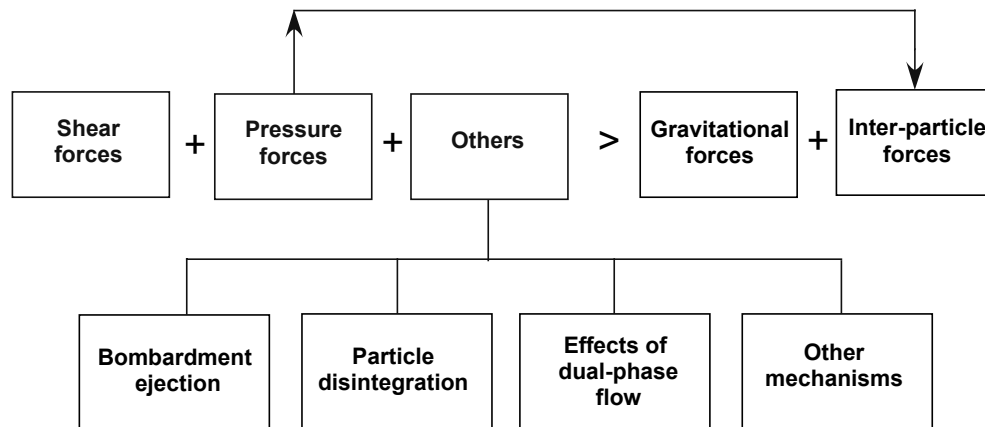 Shear
forces
+
Pressure
forces
+
Others
>
Gravitational
forces
+
Inter-particle
forces
Bombardment
ejection
Particle
disintegration
Effects of
dual-phase
flow
Other
mechanisms